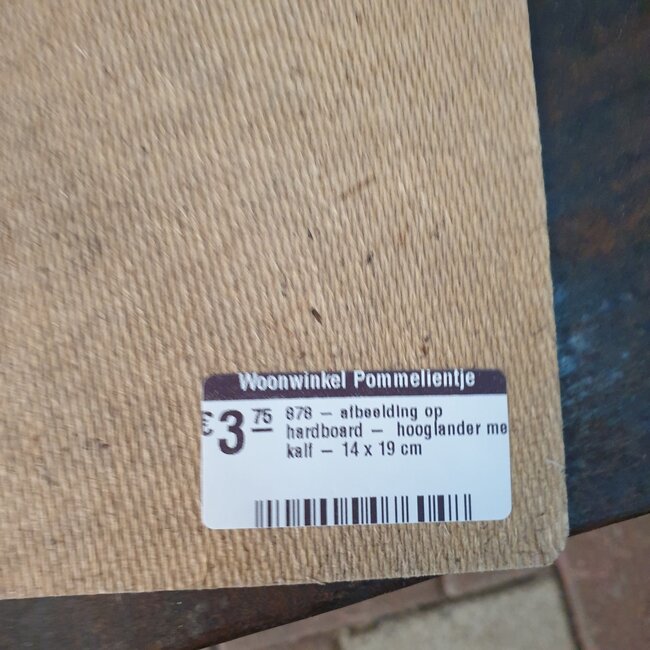 Woonwinkel Pommelientje
€3 75
878 – afbeelding op
hardboard – hooglander me
kalf – 14 x 19 cm